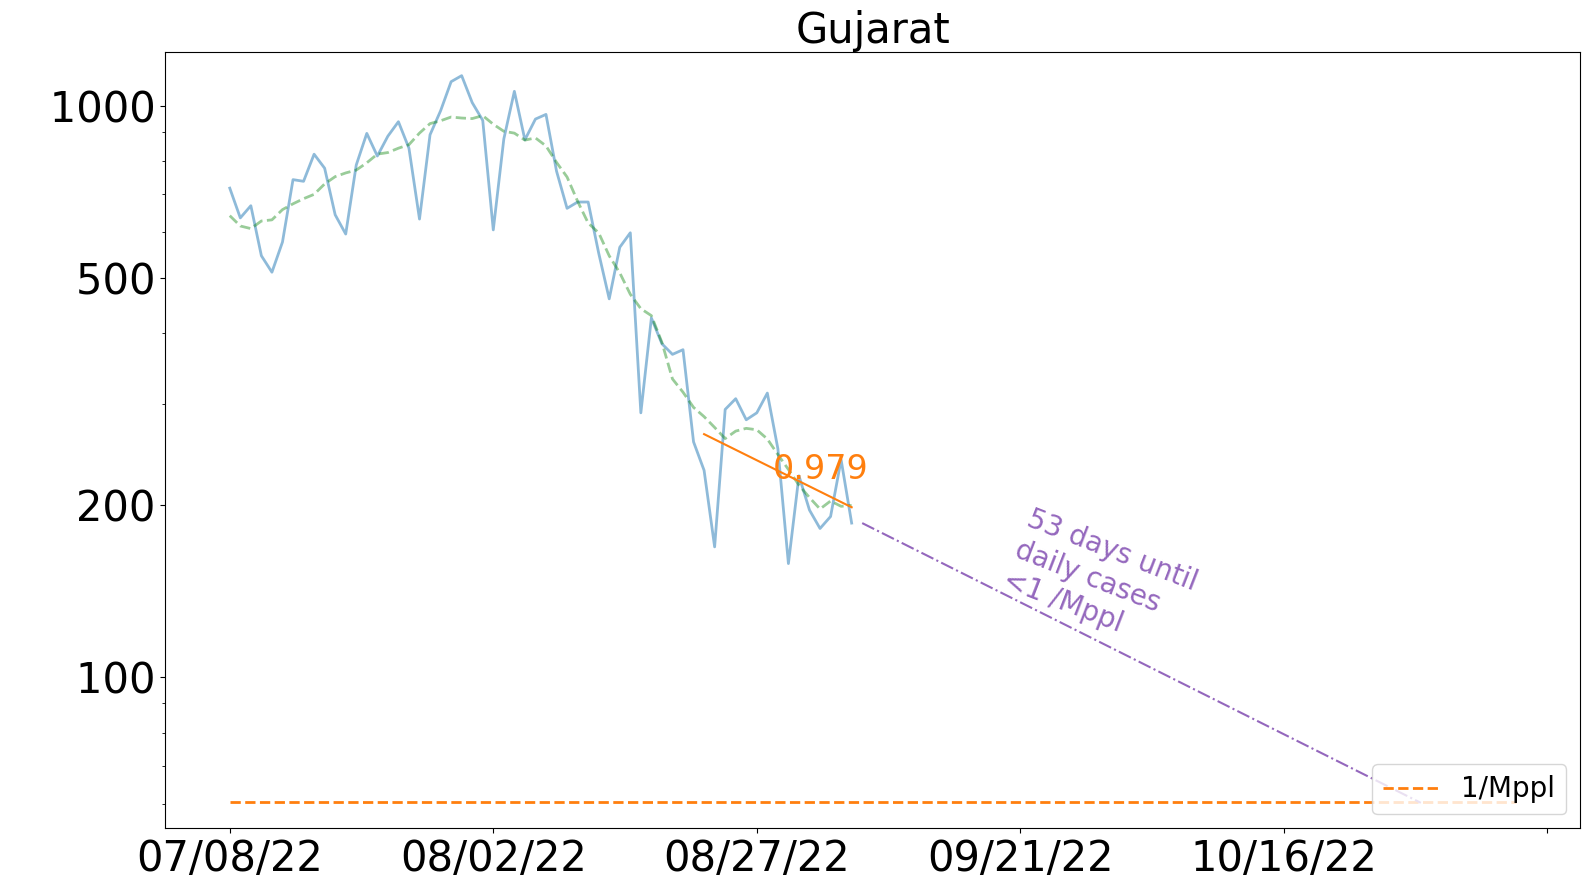 Gujarat
1000
500
200
100
0.979
53 days until
daily cases
<1 /Mppl
1/Mppl
07/08/22
08/02/22
08/27/22
09/21/22
10/16/22